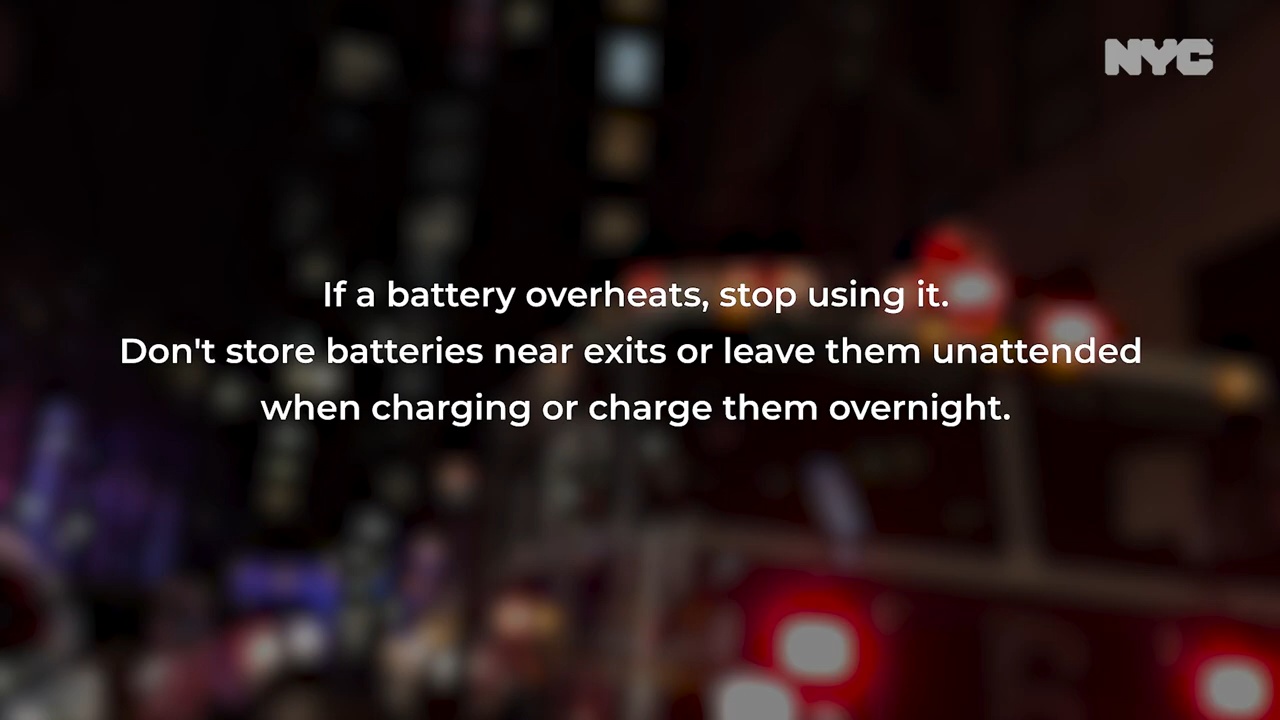 NYC
If a battery overheats, stop using it.
Don't store batteries near exits or leave them unattended
when charging or charge them overnight.